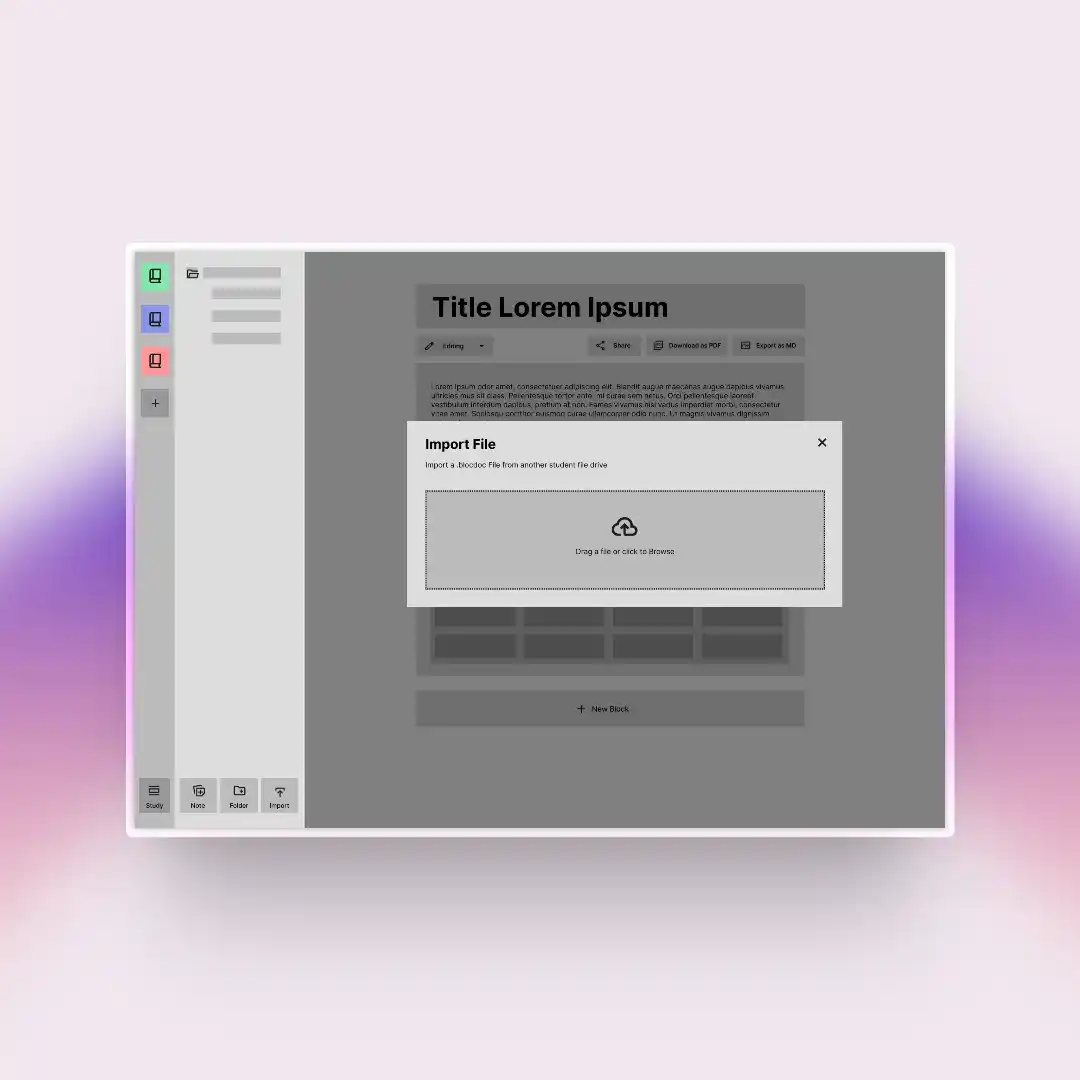 Title Lorem Ipsum
Editing
Share
Download as PDF
Export as MD
Lorem ipsum odor amet, consectetuer adipiscing elit. Blandit augue maecenas augue dapibus vivamus
ultricies mus sit class. Pellentesque tortor ante, mi curae sem netus. Orci pellentesque laoreet
vestibulum interdum dapibus, pretium at non. Fames vivamus nisi varius imperdiet morbi, consectetur
vitae amet. Sociosqu porttitor euismod curae ullamcorper odio nunc. Ut magnis vivamus dignissim
Import File
Import a .blocdoc File from another student file drive
Drag a file or click to Browse
+ New Block
Study
Note
Folder
Import